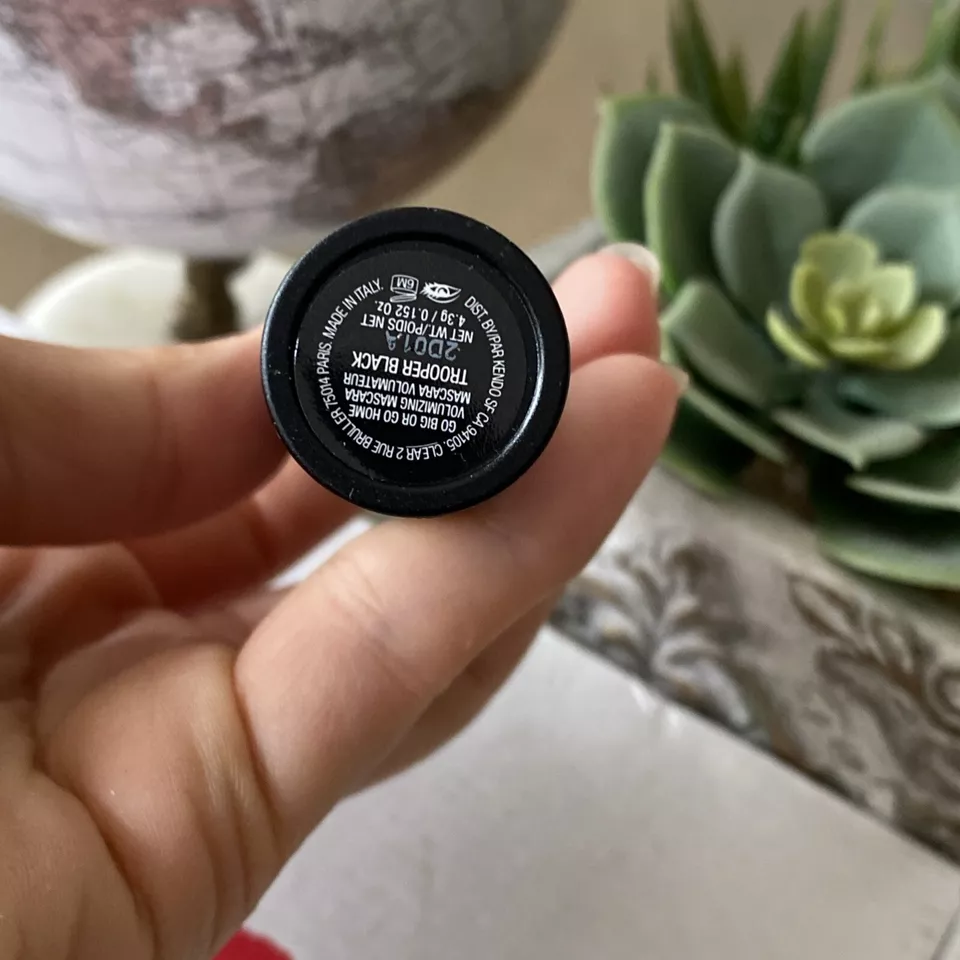 GO BIG OR GO HOME
VOLUMIZING MASCARA
MASCARA VOLUMATEUR
TROOPER BLACK
2D01A
NET WT./POIDS NET
4.3g / 0.152 OZ.
6M
DIST. BY/PAR KENDO SF CA 94105. CLEAR 2 RUE BRULLER 75014 PARIS. MADE IN ITALY.